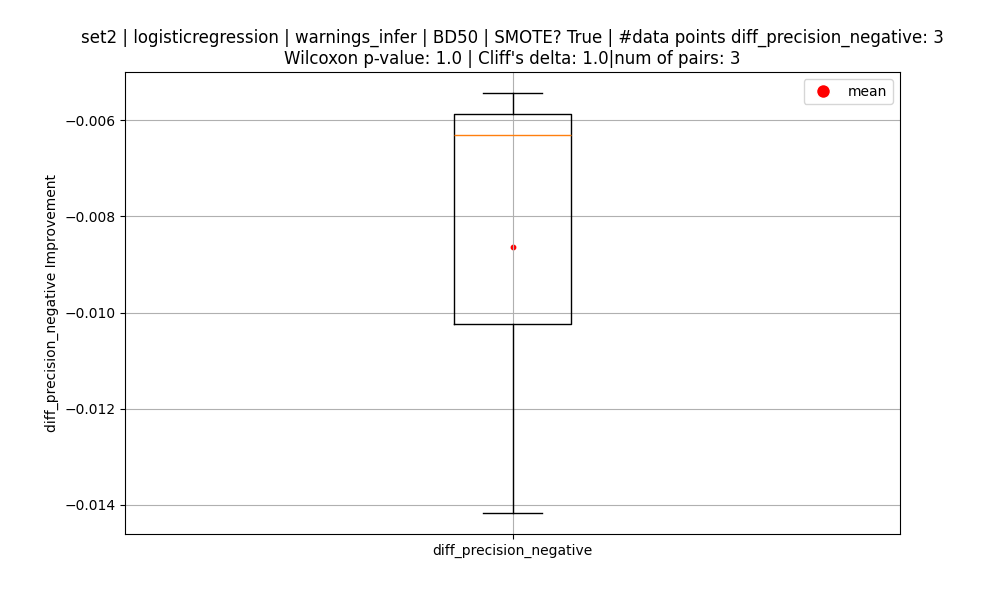 set2 | logisticregression | warnings_infer | BD50 | SMOTE? True | #data points diff_precision_negative: 3
Wilcoxon p-value: 1.0 | Cliff's delta: 1.0|num of pairs: 3
mean
−0.006
−0.008
−0.010
−0.012
−0.014
diff_precision_negative Improvement
diff_precision_negative